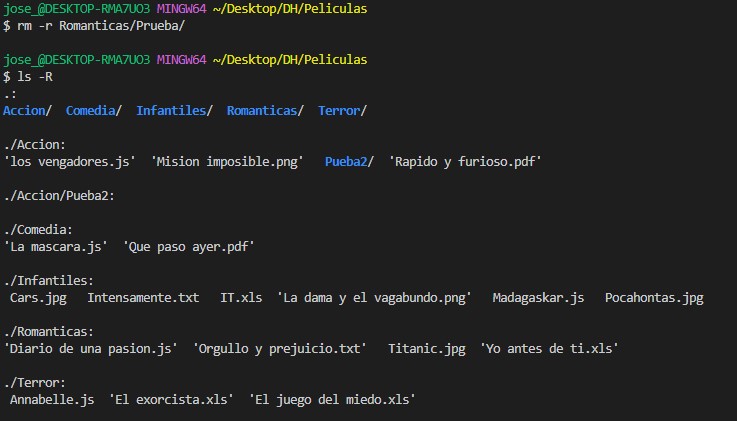 jose_@DESKTOP-RMA7UO3 MINGW64 ~/Desktop/DH/Peliculas
$ rm -r Romanticas/Prueba/
jose_@DESKTOP-RMA7UO3 MINGW64 ~/Desktop/DH/Peliculas
$ ls -R
.:
Accion/  Comedia/  Infantiles/  Romanticas/  Terror/
./Accion:
'los vengadores.js'  'Mision imposible.png'   Pueba2/  'Rapido y furioso.pdf'
./Accion/Pueba2:
./Comedia:
'La mascara.js'  'Que paso ayer.pdf'
./Infantiles:
 Cars.jpg   Intensamente.txt   IT.xls  'La dama y el vagabundo.png'   Madagaskar.js   Pocahontas.jpg
./Romanticas:
'Diario de una pasion.js'  'Orgullo y prejuicio.txt'   Titanic.jpg  'Yo antes de ti.xls'
./Terror:
 Annabelle.js  'El exorcista.xls'  'El juego del miedo.xls'